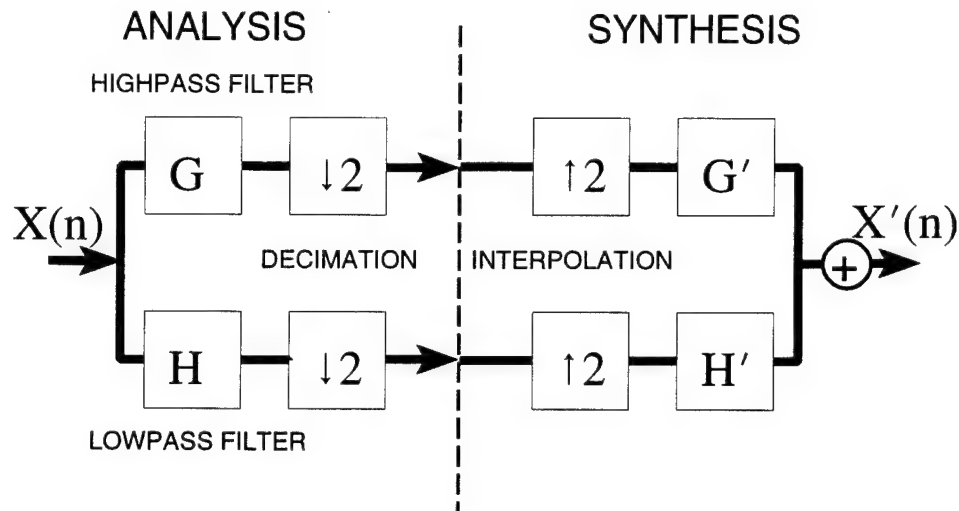 ANALYSIS
SYNTHESIS
HIGHPASS FILTER
G
↓2
↑2
G′
X(n)
X′(n)
DECIMATION
INTERPOLATION
+
H
↓2
↑2
H′
LOWPASS FILTER